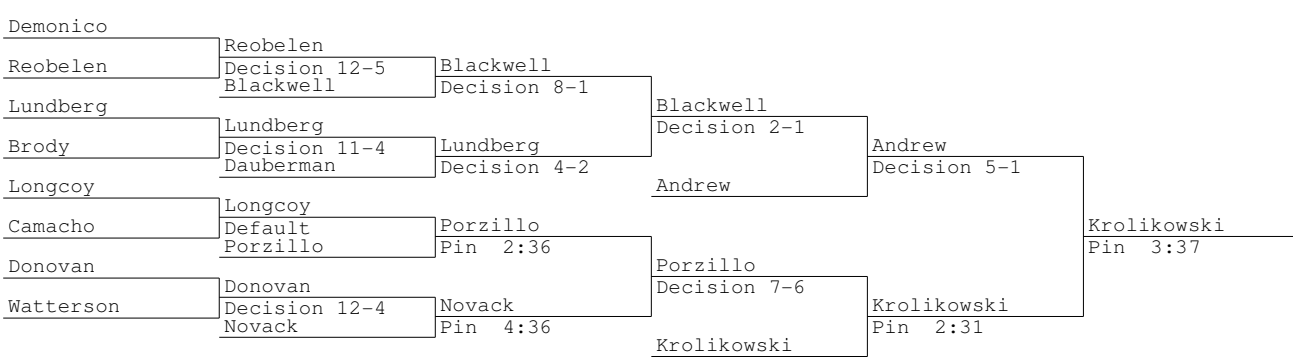 Demonico
Reobelen
Reobelen
Decision 12-5
Blackwell
Blackwell
Decision 8-1
Lundberg
Brody
Lundberg
Decision 11-4
Dauberman
Lundberg
Decision 4-2
Blackwell
Decision 2-1
Andrew
Andrew
Decision 5-1
Longcoy
Camacho
Longcoy
Default
Porzillo
Porzillo
Pin 2:36
Donovan
Watterson
Donovan
Decision 12-4
Novack
Novack
Pin 4:36
Porzillo
Decision 7-6
Krolikowski
Krolikowski
Pin 2:31
Krolikowski
Pin 3:37